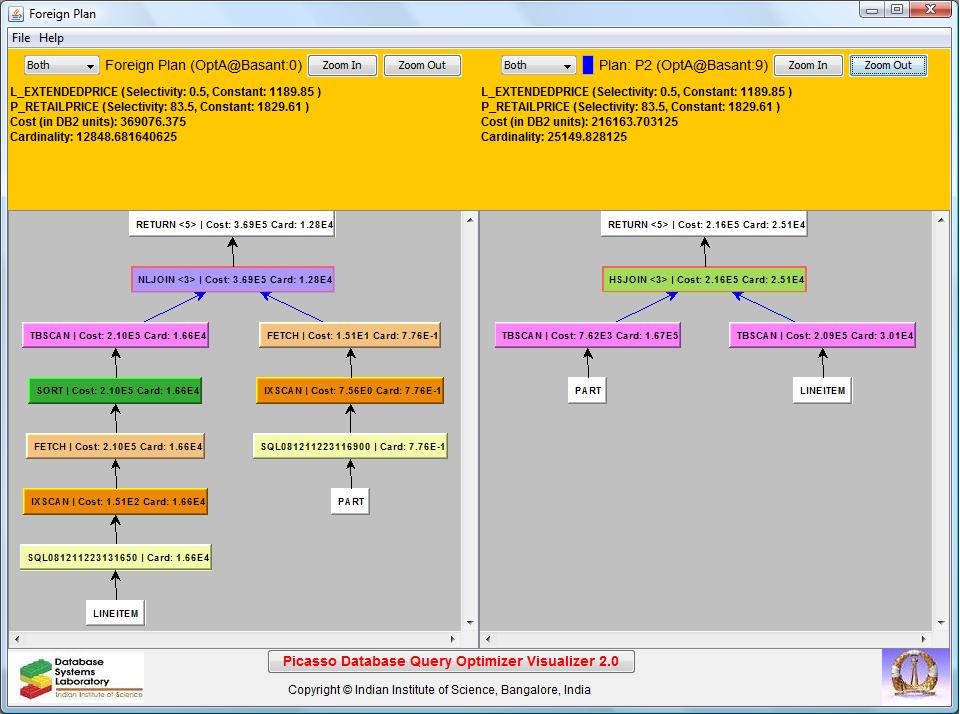 Foreign Plan
File Help
Both Foreign Plan (OptA@Basant:0) Zoom In Zoom Out
L_EXTENDEDPRICE (Selectivity: 0.5, Constant: 1189.85 )
P_RETAILPRICE (Selectivity: 83.5, Constant: 1829.61 )
Cost (in DB2 units): 369076.375
Cardinality: 12848.681640625
Both Plan: P2 (OptA@Basant:9) Zoom In Zoom Out
L_EXTENDEDPRICE (Selectivity: 0.5, Constant: 1189.85 )
P_RETAILPRICE (Selectivity: 83.5, Constant: 1829.61 )
Cost (in DB2 units): 216163.703125
Cardinality: 25149.828125
RETURN <5> | Cost: 3.69E5 Card: 1.28E4
NLJOIN <3> | Cost: 3.69E5 Card: 1.28E4
TBSCAN | Cost: 2.10E5 Card: 1.66E4
FETCH | Cost: 1.51E1 Card: 7.76E-1
SORT | Cost: 2.10E5 Card: 1.66E4
IXSCAN | Cost: 7.56E0 Card: 7.76E-1
FETCH | Cost: 2.10E5 Card: 1.66E4
SQL081211223116900 | Card: 7.76E-1
IXSCAN | Cost: 1.51E2 Card: 1.66E4
PART
SQL081211223131650 | Card: 1.66E4
LINEITEM
RETURN <5> | Cost: 2.16E5 Card: 2.51E4
HSJOIN <3> | Cost: 2.16E5 Card: 2.51E4
TBSCAN | Cost: 7.62E3 Card: 1.67E5
TBSCAN | Cost: 2.09E5 Card: 3.01E4
PART
LINEITEM
Database
Systems
Laboratory
Indian Institute of Science
Picasso Database Query Optimizer Visualizer 2.0
Copyright © Indian Institute of Science, Bangalore, India